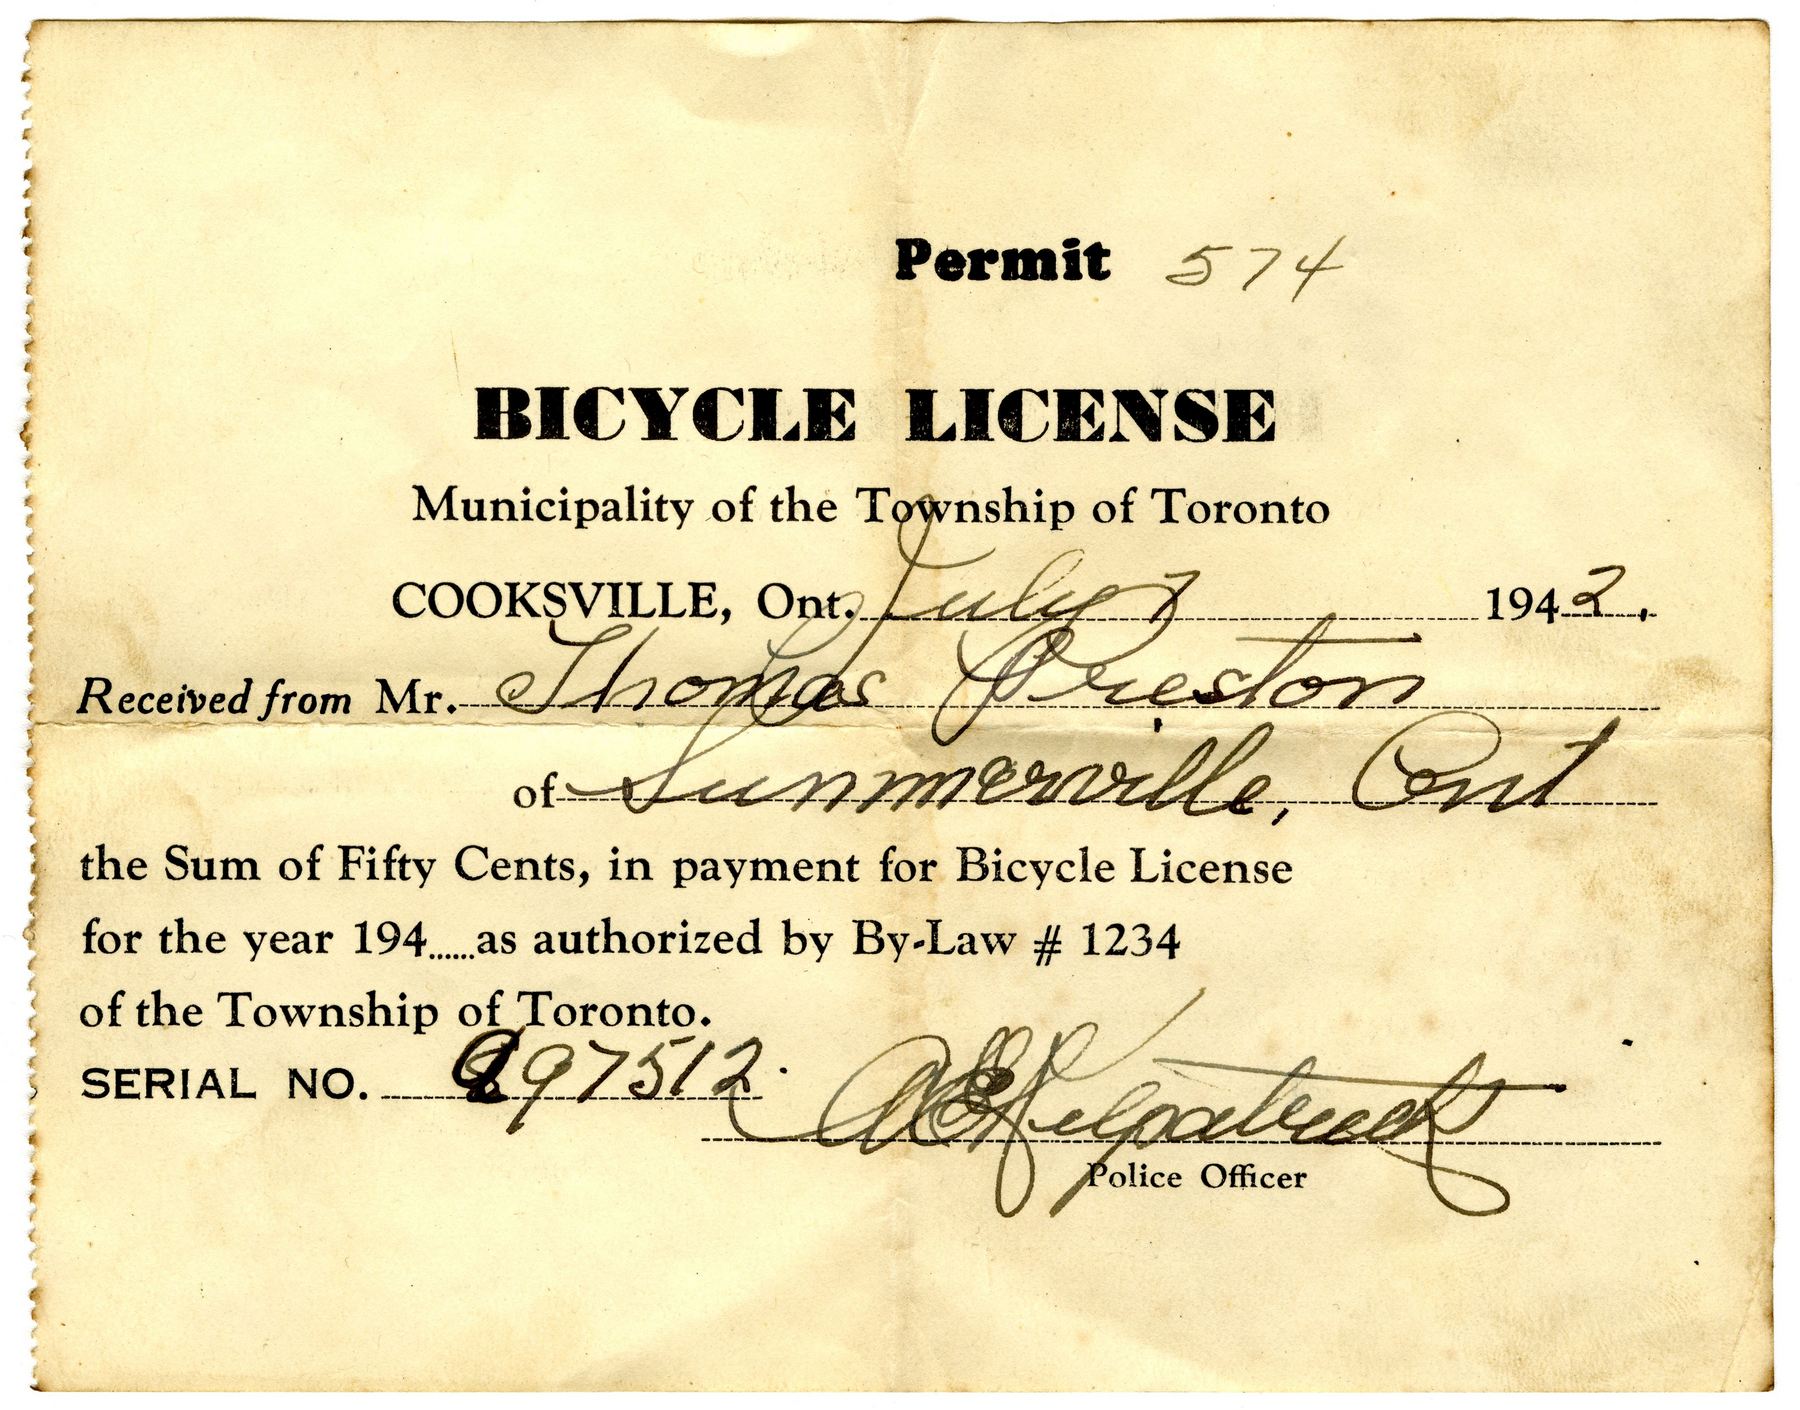 Permit 574
BICYCLE LICENSE
Municipality of the Township of Toronto
COOKSVILLE, Ont. July 7 1942.
Received from Mr. Thomas Preston
of Summerville, Ont
the Sum of Fifty Cents, in payment for Bicycle License
for the year 194......as authorized by By-Law # 1234
of the Township of Toronto.
SERIAL NO. 97512.
Kilpatrick
Police Officer